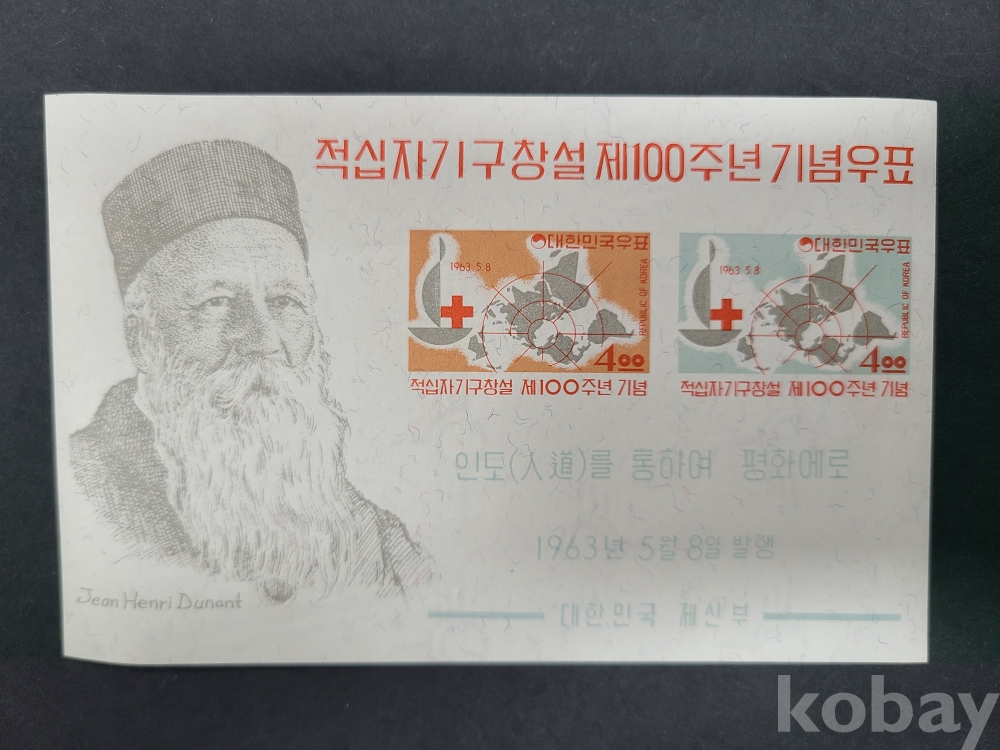 적십자기구창설 제100주년 기념우표
대한민국우표
1963 5.8
REPUBLIC OF KOREA
4.00
적십자기구창설 제100주년 기념
대한민국우표
1963 5.8
REPUBLIC OF KOREA
4.00
적십자기구창설 제100주년 기념
인도(人道)를 통하여 평화에로
1963년 5월 8일 발행
대한민국 체신부
Jean Henri Dunant
kobay